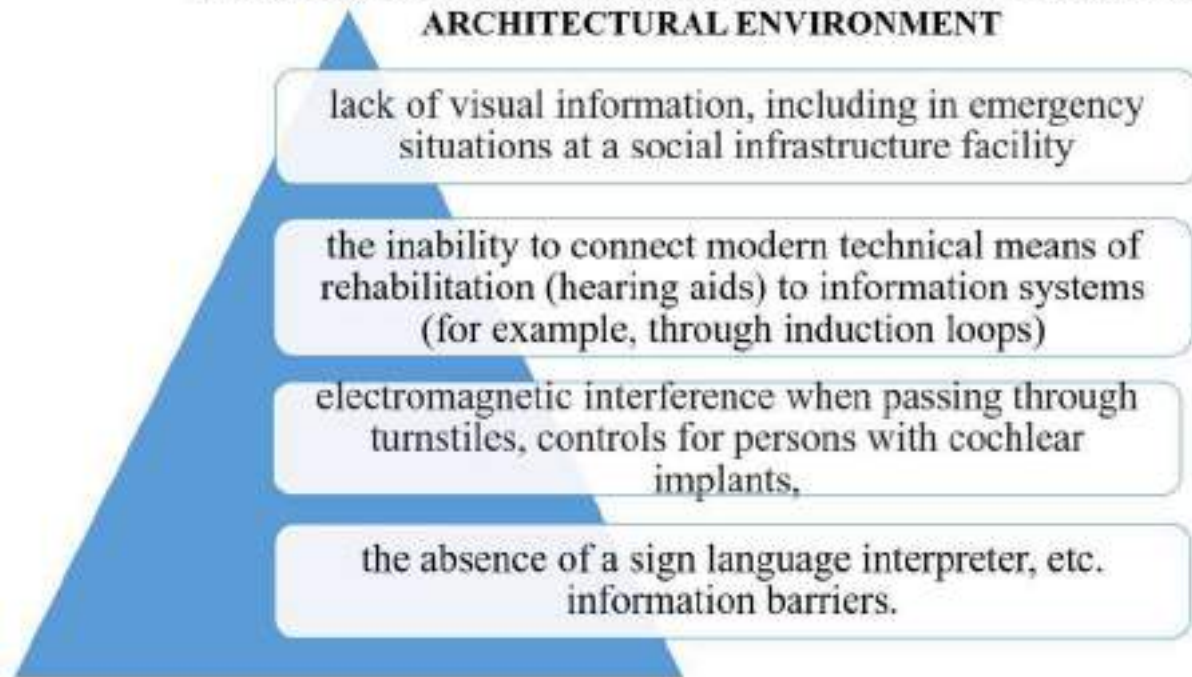 ARCHITECTURAL ENVIRONMENT
lack of visual information, including in emergency
situations at a social infrastructure facility
the inability to connect modern technical means of
rehabilitation (hearing aids) to information systems
(for example, through induction loops)
electromagnetic interference when passing through
turnstiles, controls for persons with cochlear
implants,
the absence of a sign language interpreter, etc.
information barriers.